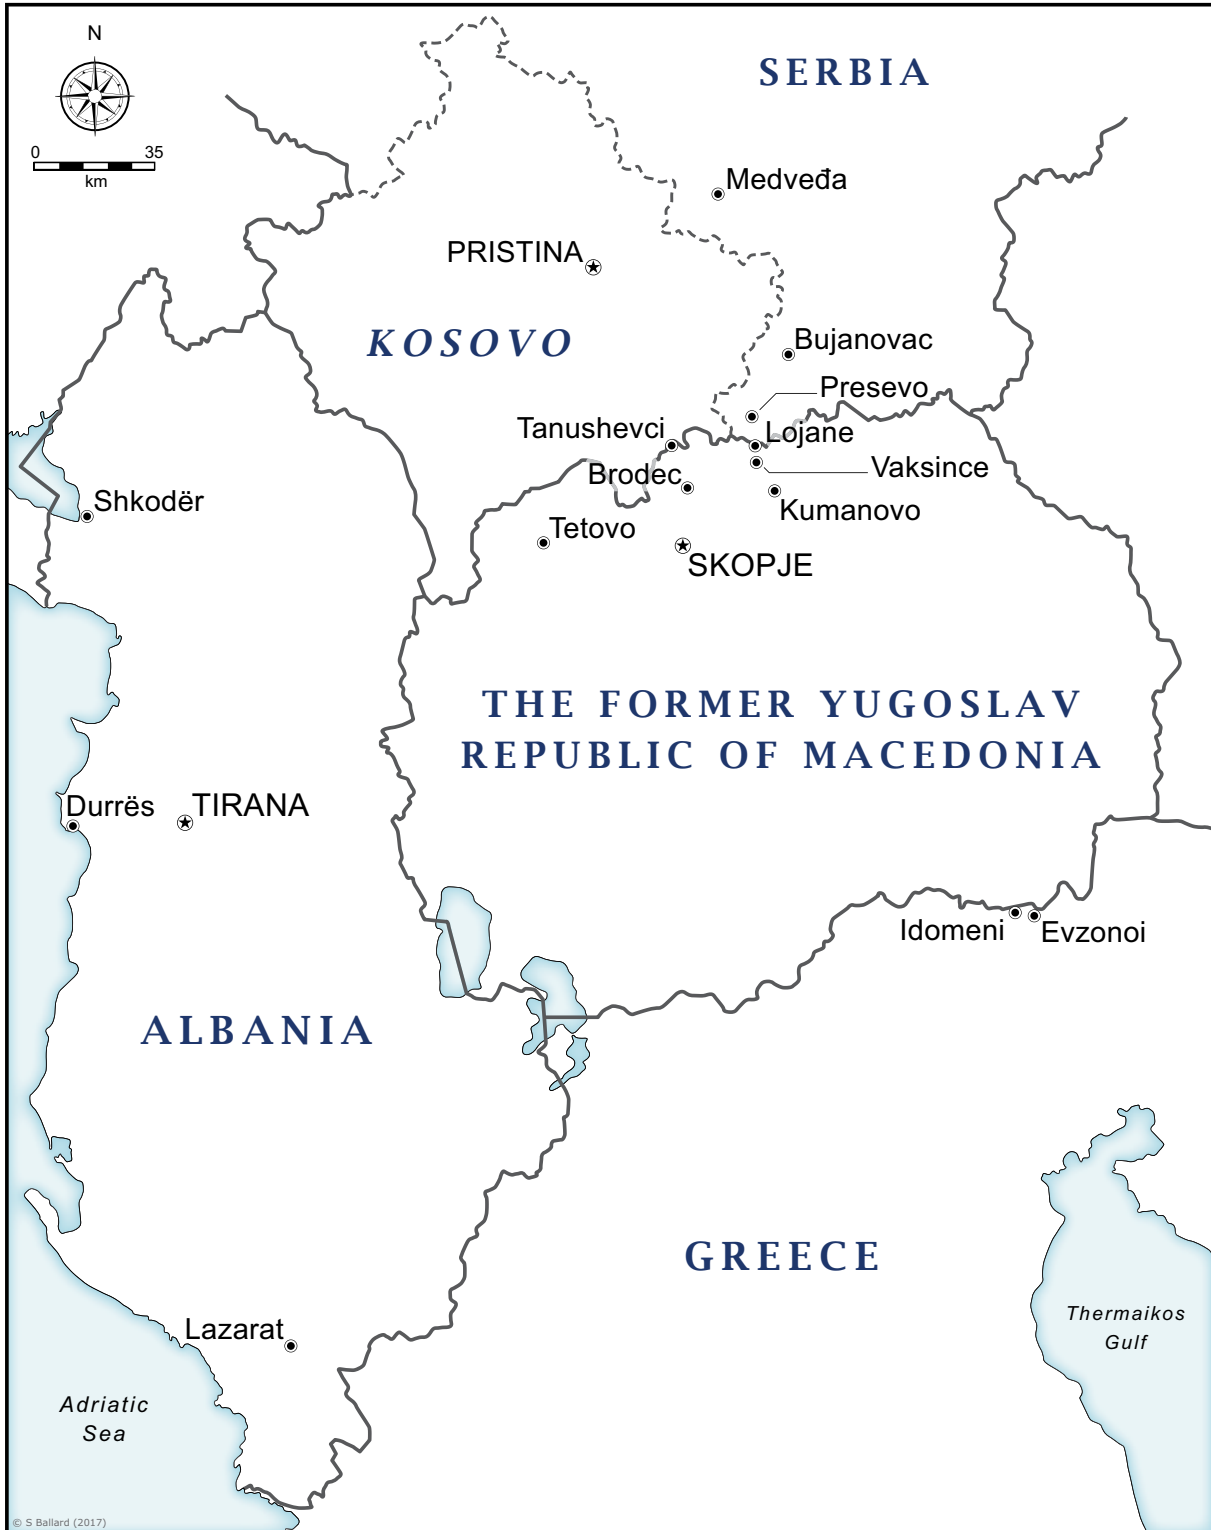 N
SERBIA
0 35
km
Medveđa
PRISTINA
KOSOVO
Bujanovac
Presevo
Tanushevci
Lojane
Brodec
Vaksince
Shkodër
Kumanovo
Tetovo
SKOPJE
THE FORMER YUGOSLAV
REPUBLIC OF MACEDONIA
Durrës
TIRANA
Idomeni
Evzonoi
ALBANIA
GREECE
Thermaikos
Gulf
Lazarat
Adriatic
Sea
© S Ballard (2017)